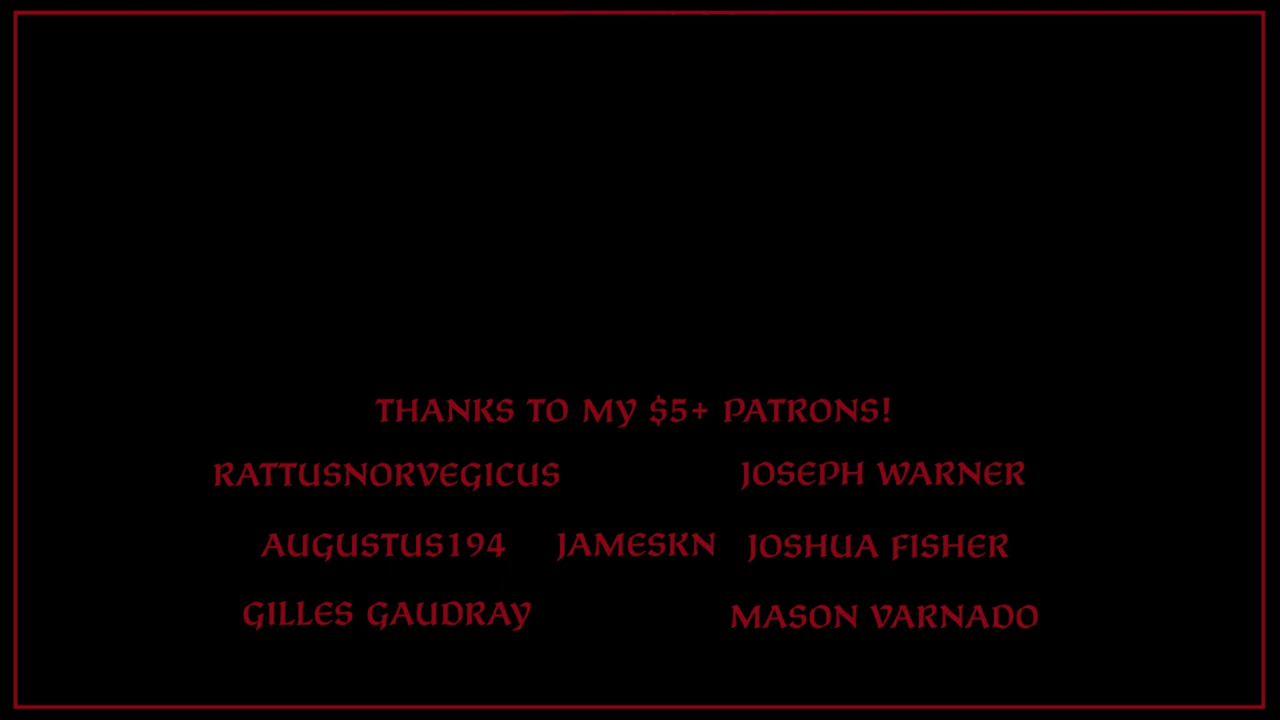 THANKS TO MY $5+ PATRONS!
RATTUSNORVEGICUS JOSEPH WARNER
AUGUSTUS194 JAMESKN JOSHUA FISHER
GILLES GAUDRAY MASON VARNADO